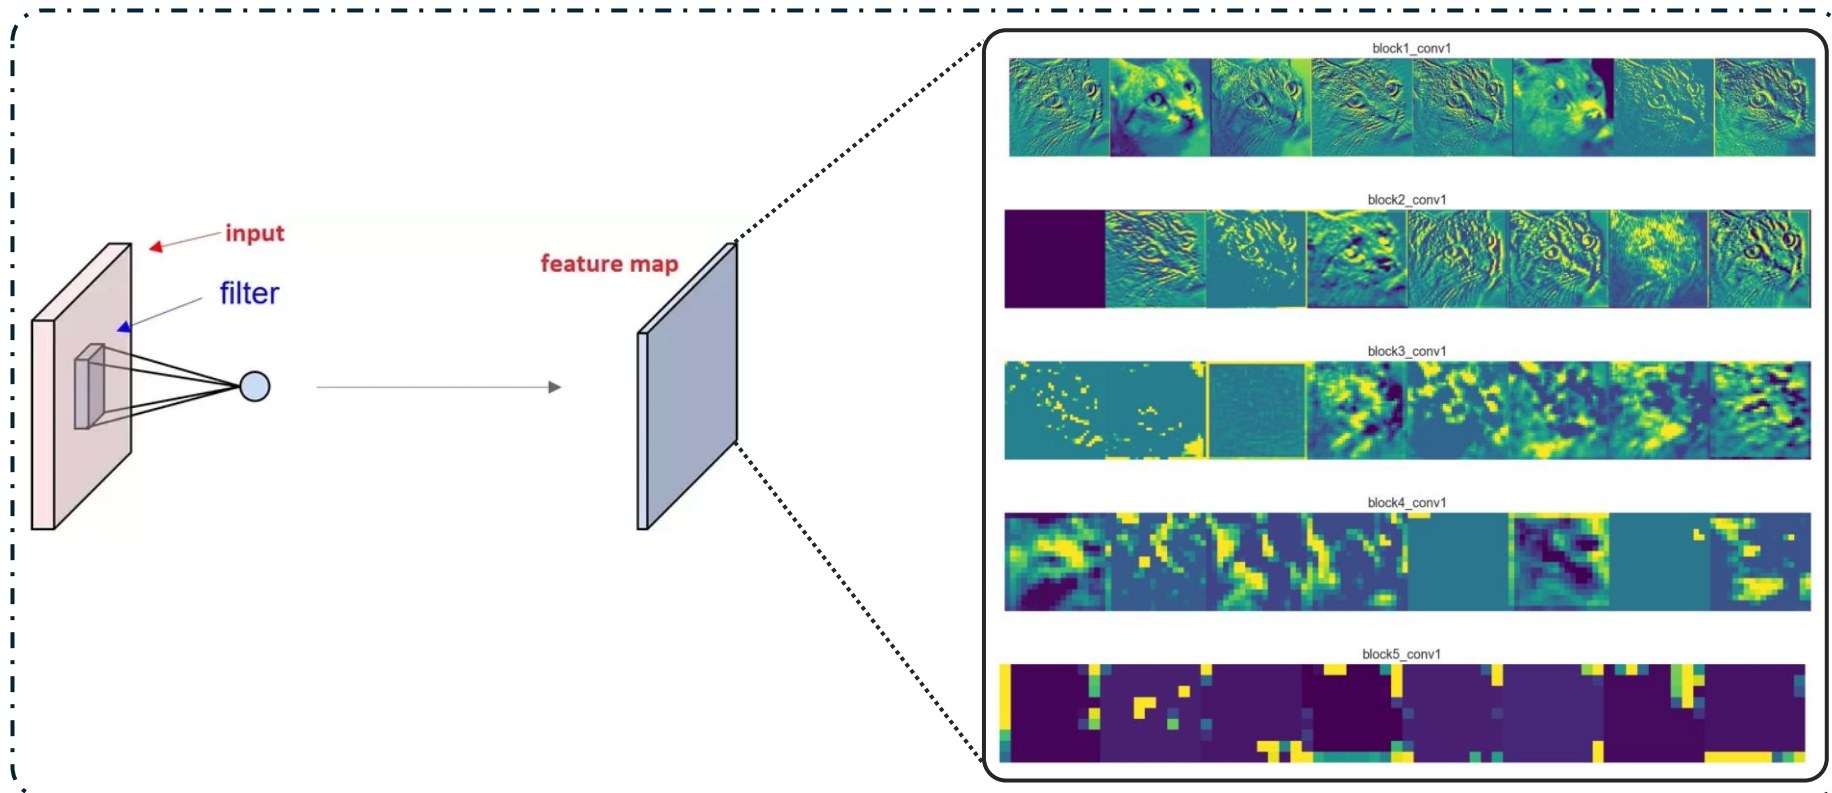 input
filter
feature map
block1_conv1
block2_conv1
block3_conv1
block4_conv1
block5_conv1